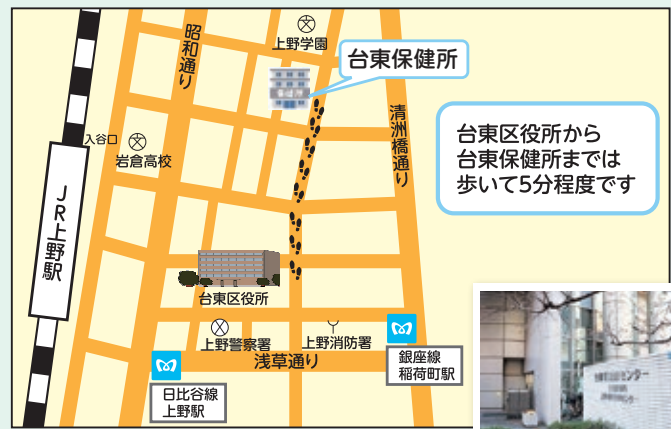 上野学園
昭和通り
台東保健所
清洲橋通り
台東区役所から
台東保健所までは
歩いて5分程度です
入谷口
岩倉高校
JR上野駅
台東区役所
上野警察署
上野消防署
浅草通り
銀座線
稲荷町駅
日比谷線
上野駅